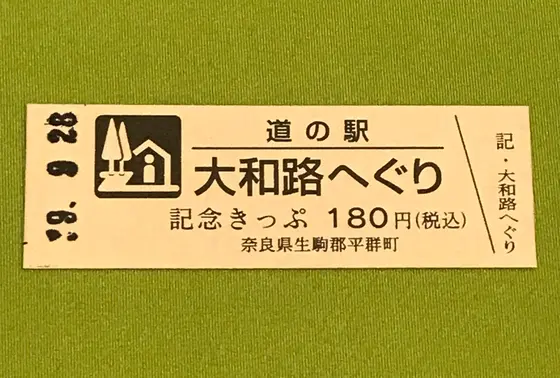 29. 9. 28
道の駅
大和路へぐり
記念きっぷ 180円(税込)
奈良県生駒郡平群町
記・大和路へぐり